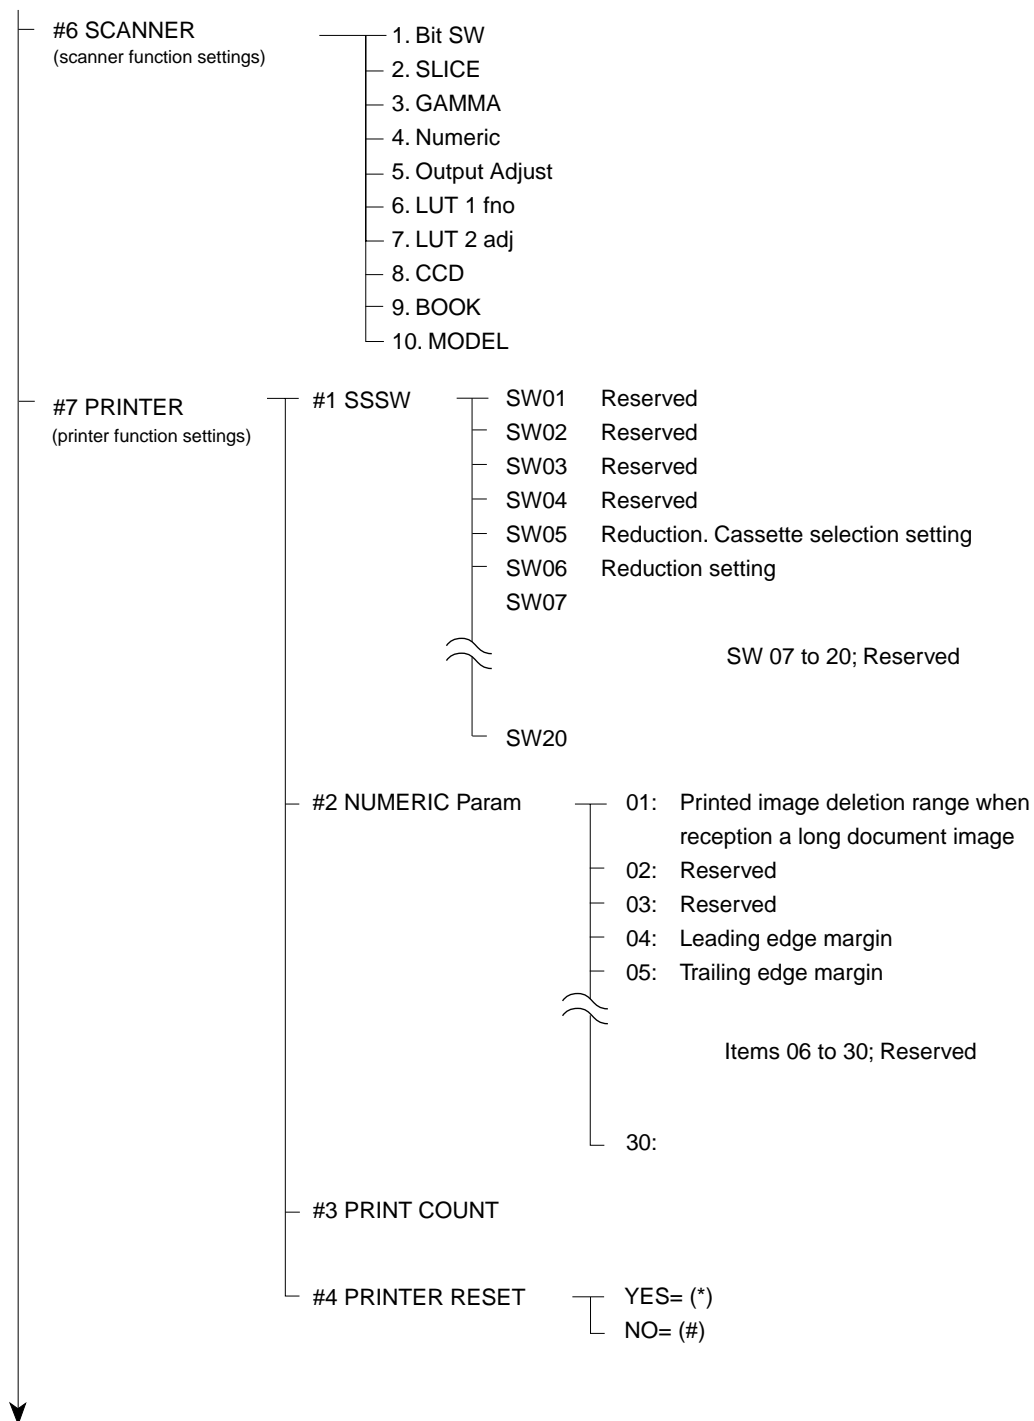 #6 SCANNER
(scanner function settings)
1. Bit SW
2. SLICE
3. GAMMA
4. Numeric
5. Output Adjust
6. LUT 1 fno
7. LUT 2 adj
8. CCD
9. BOOK
10. MODEL
#7 PRINTER
(printer function settings)
#1 SSSW
SW01 Reserved
SW02 Reserved
SW03 Reserved
SW04 Reserved
SW05 Reduction. Cassette selection setting
SW06 Reduction setting
SW07
SW 07 to 20; Reserved
SW20
#2 NUMERIC Param
01: Printed image deletion range when
reception a long document image
02: Reserved
03: Reserved
04: Leading edge margin
05: Trailing edge margin
Items 06 to 30; Reserved
30:
#3 PRINT COUNT
#4 PRINTER RESET
YES= (*)
NO= (#)